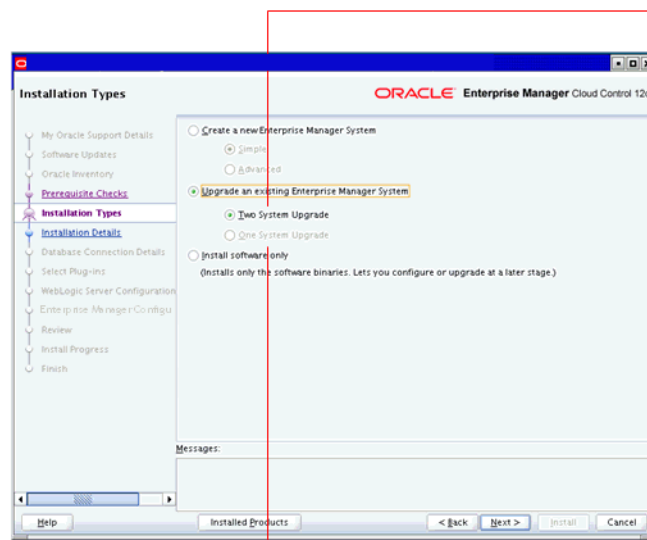 Installation Types
ORACLE Enterprise Manager Cloud Control 12c
My Oracle Support Details
Software Updates
Oracle Inventory
Prerequisite Checks
Installation Types
Installation Details
Database Connection Details
Select Plug-ins
WebLogic Server Configuration
Enterprise Manager Configu
Review
Install Progress
Finish
Create a new Enterprise Manager System
Simple
Advanced
Upgrade an existing Enterprise Manager System
Two System Upgrade
One System Upgrade
Install software only
(Installs only the software binaries. Lets you configure or upgrade at a later stage.)
Messages:
Help
Installed Products
< Back
Next >
Install
Cancel